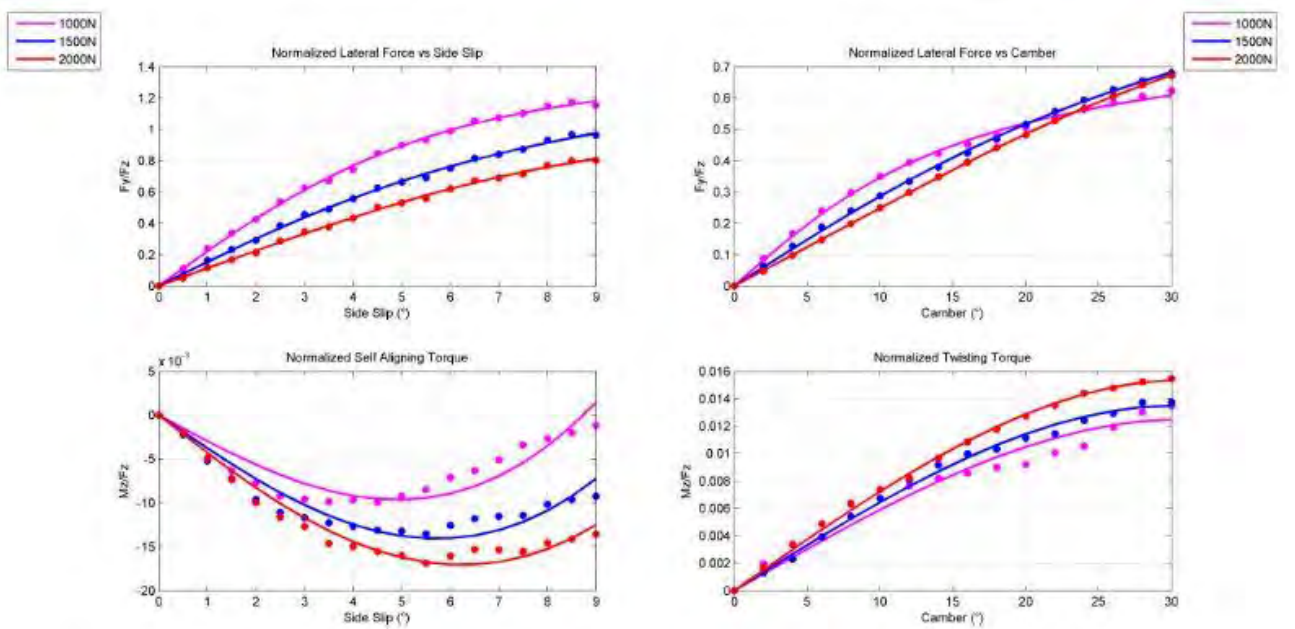 1000N
1500N
2000N
1000N
1500N
2000N
Normalized Lateral Force vs Side Slip
1.4
1.2
1
0.8
0.6
0.4
0.2
0
Fy/Fz
0 1 2 3 4 5 6 7 8 9
Side Slip (°)
Normalized Lateral Force vs Camber
0.7
0.6
0.5
0.4
0.3
0.2
0.1
0
Fy/Fz
0 5 10 15 20 25 30
Camber (°)
Normalized Self Aligning Torque
x 10⁻³
5
0
-5
-10
-15
-20
Mz/Fz
0 1 2 3 4 5 6 7 8 9
Side Slip (°)
Normalized Twisting Torque
0.016
0.014
0.012
0.01
0.008
0.006
0.004
0.002
0
Mz/Fz
0 5 10 15 20 25 30
Camber (°)